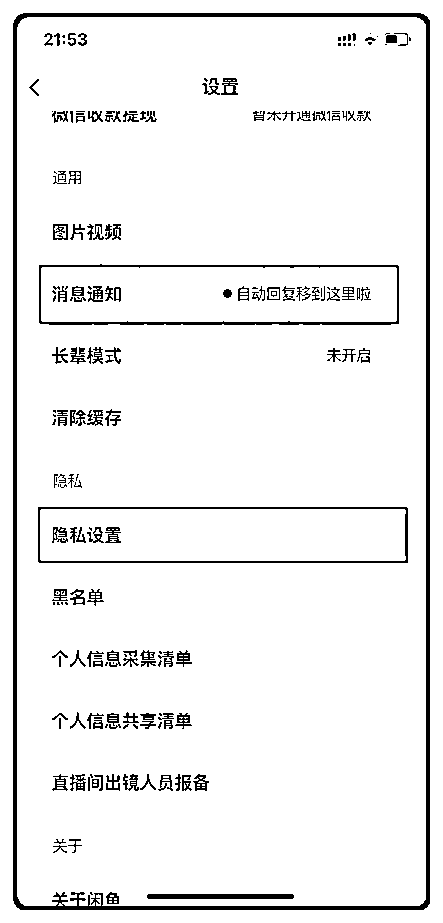 21:53
设置
微信收款提现 暂未开通微信收款
通用
图片视频
消息通知 ●自动回复移到这里啦
长辈模式 未开启
清除缓存
隐私
隐私设置
黑名单
个人信息采集清单
个人信息共享清单
直播间出镜人员报备
关于
关于闲鱼